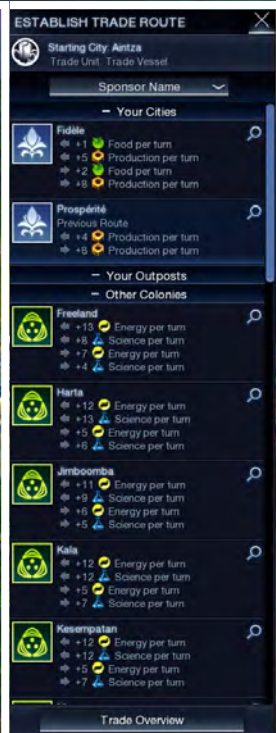 ESTABLISH TRADE ROUTE
Starting City: Aintza
Trade Unit: Trade Vessel
Sponsor Name
– Your Cities
Fidèle
+1 Food per turn
+5 Production per turn
+2 Food per turn
+8 Production per turn
Prospérité
Previous Route
+4 Production per turn
+6 Production per turn
– Your Outposts
– Other Colonies
Freeland
+13 Energy per turn
+8 Science per turn
+7 Energy per turn
+4 Science per turn
Harta
+12 Energy per turn
+13 Science per turn
+5 Energy per turn
+6 Science per turn
Jimboomba
+11 Energy per turn
+9 Science per turn
+6 Energy per turn
+5 Science per turn
Kala
+12 Energy per turn
+12 Science per turn
+5 Energy per turn
+7 Science per turn
Kesempatan
+12 Energy per turn
+12 Science per turn
+5 Energy per turn
+7 Science per turn
Trade Overview